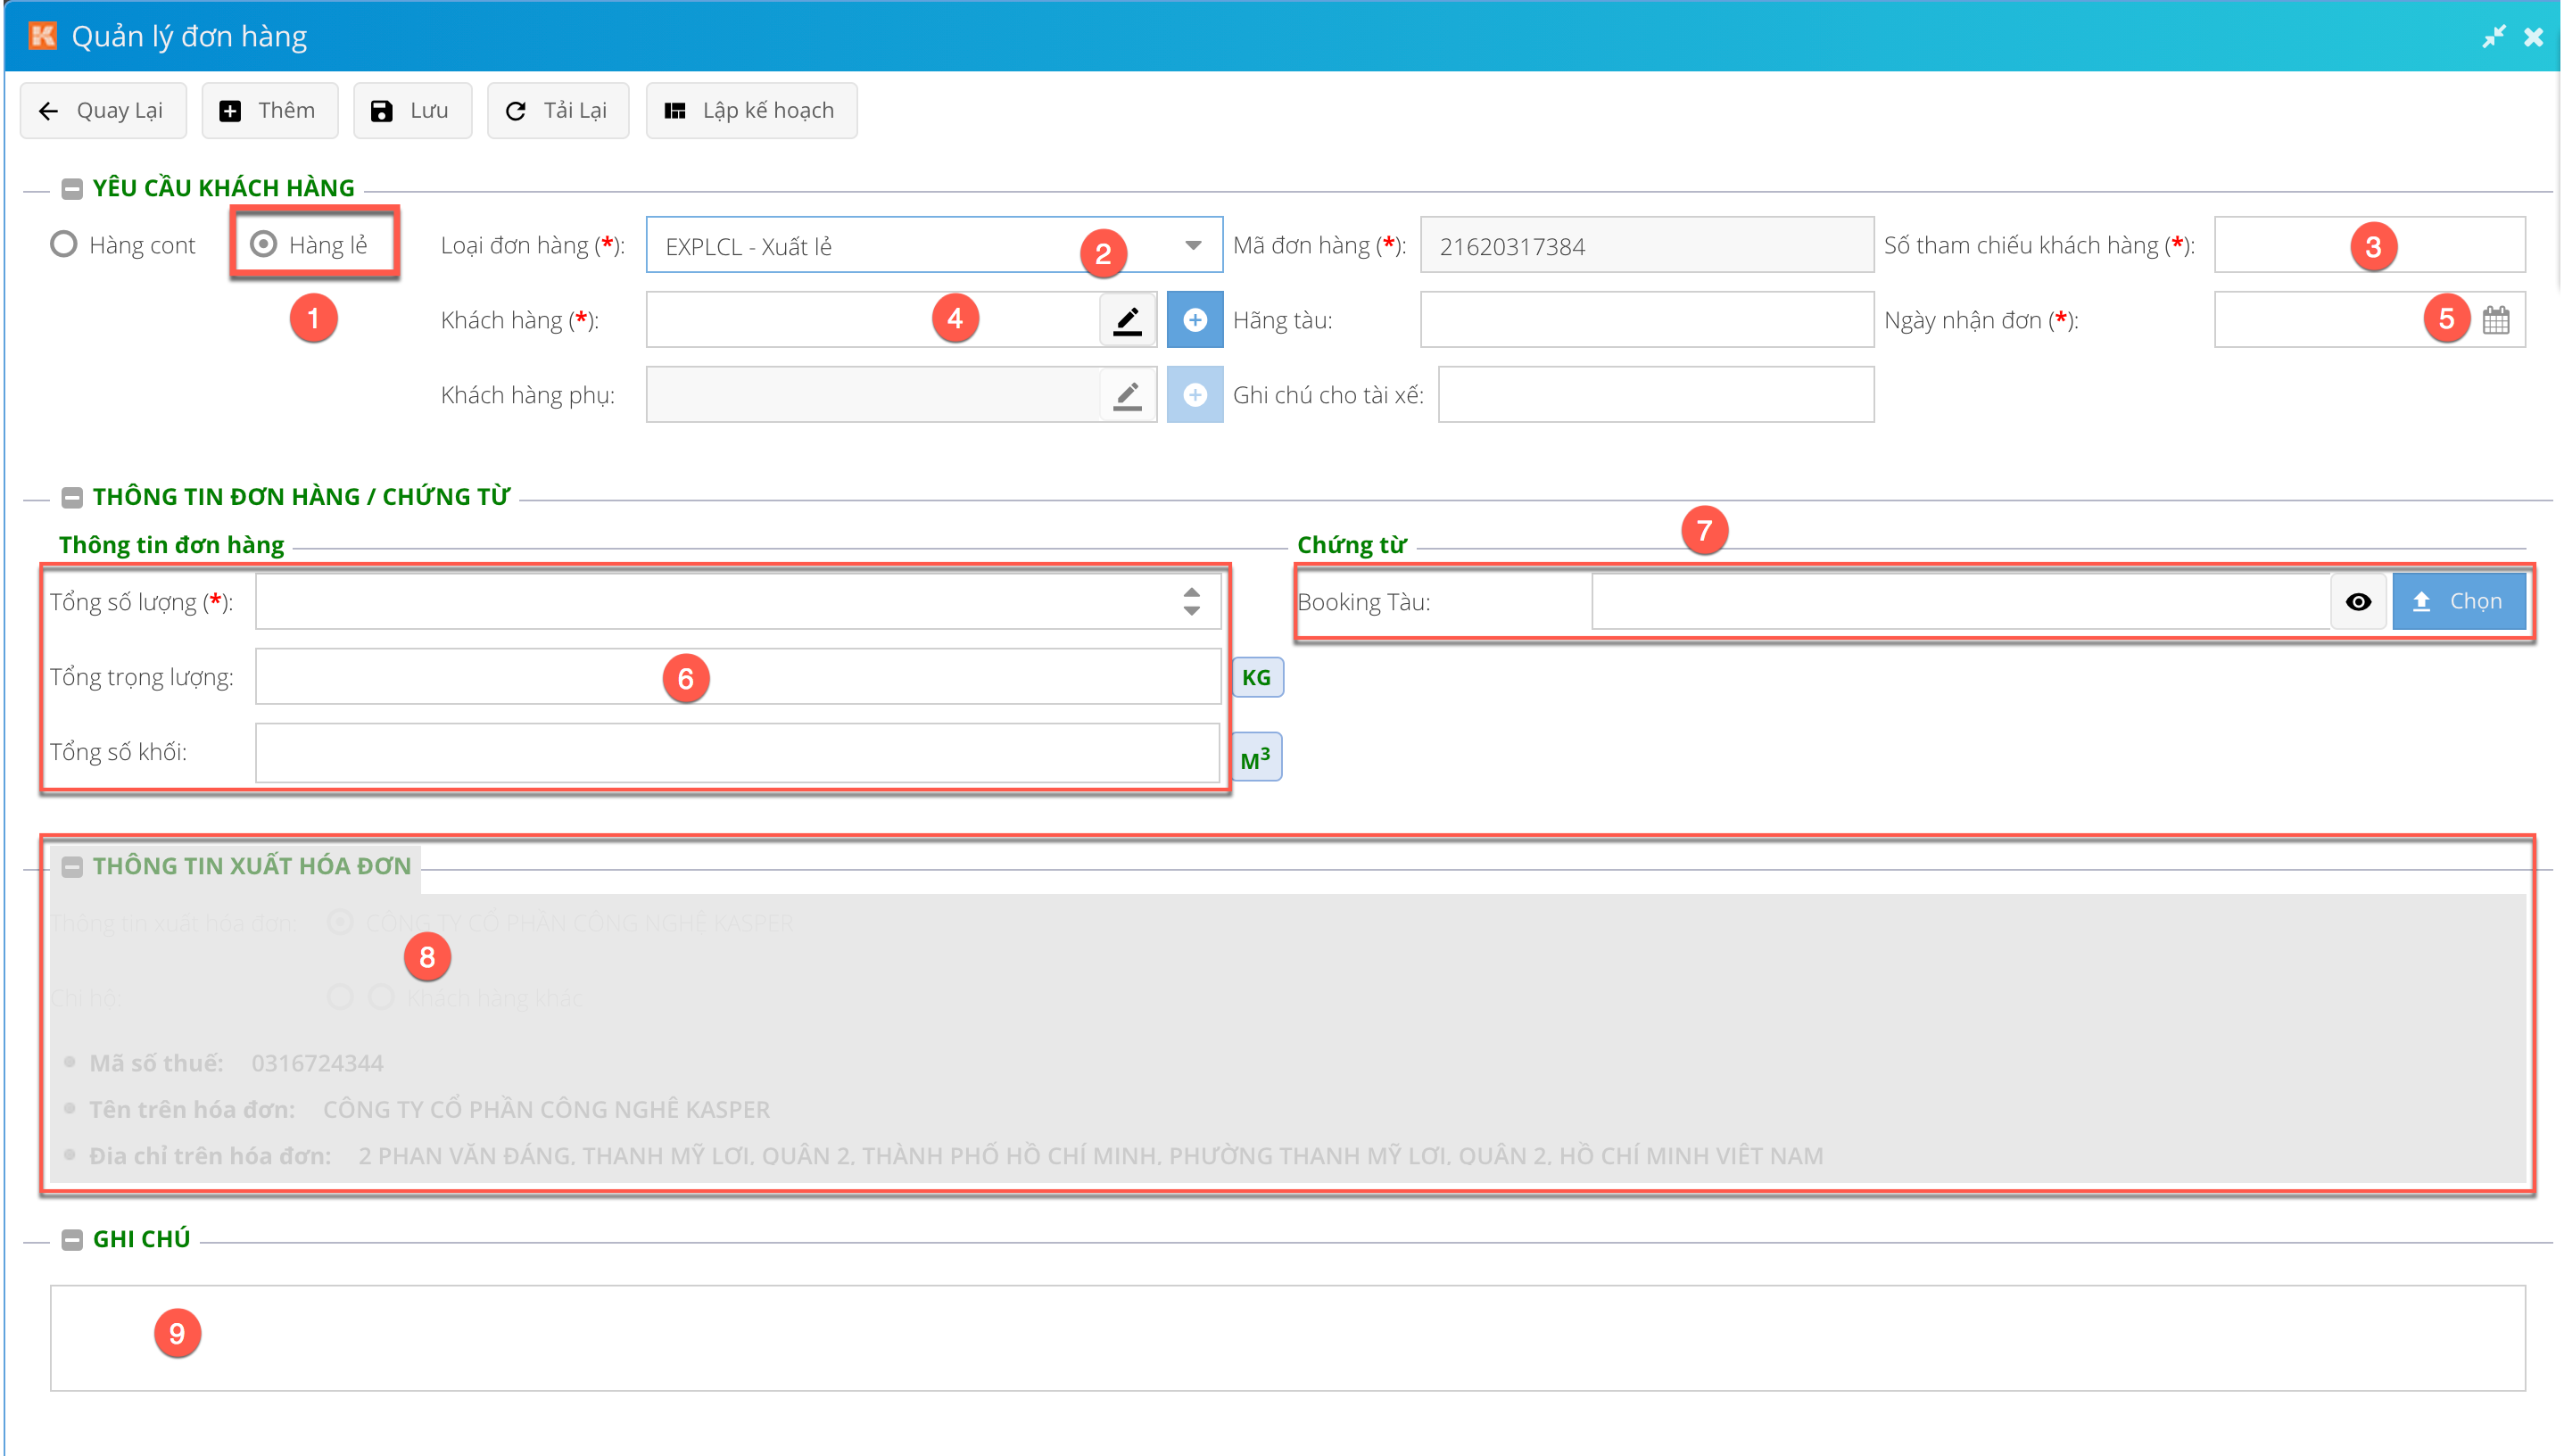 Quản lý đơn hàng
Quay Lại Thêm Lưu Tải Lại Lập kế hoạch
YÊU CẦU KHÁCH HÀNG
Hàng cont Hàng lẻ Loại đơn hàng (*): EXPLCL - Xuất lẻ 2 Mã đơn hàng (*): 21620317384 Số tham chiếu khách hàng (*): 3
1 Khách hàng (*): 4 Hãng tàu: Ngày nhận đơn (*): 5
Khách hàng phụ: Ghi chú cho tài xế:
THÔNG TIN ĐƠN HÀNG / CHỨNG TỪ
7
Thông tin đơn hàng Chứng từ
Tổng số lượng (*): Booking Tàu: Chọn
Tổng trọng lượng: 6 KG
Tổng số khối: M³
THÔNG TIN XUẤT HÓA ĐƠN
Thông tin xuất hóa đơn: CÔNG TY CỔ PHẦN CÔNG NGHỆ KASPER
8
Chi hộ: Khách hàng khác
Mã số thuế: 0316724344
Tên trên hóa đơn: CÔNG TY CỔ PHẦN CÔNG NGHỆ KASPER
Địa chỉ trên hóa đơn: 2 PHAN VĂN ĐÁNG, THẠNH MỸ LỢI, QUẬN 2, THÀNH PHỐ HỒ CHÍ MINH, PHƯỜNG THẠNH MỸ LỢI, QUẬN 2, HỒ CHÍ MINH VIỆT NAM
GHI CHÚ
9